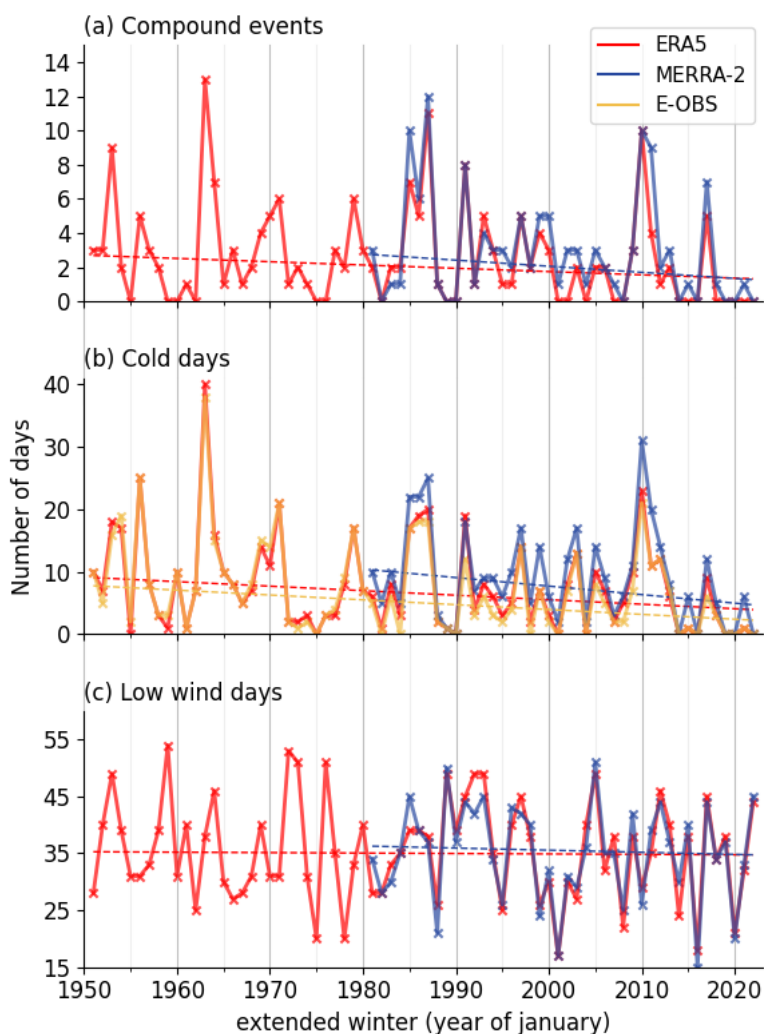 (a) Compound events
ERA5
MERRA-2
E-OBS
14
12
10
8
6
4
2
0
(b) Cold days
40
30
20
10
0
Number of days
(c) Low wind days
55
45
35
25
15
1950 1960 1970 1980 1990 2000 2010 2020
extended winter (year of january)